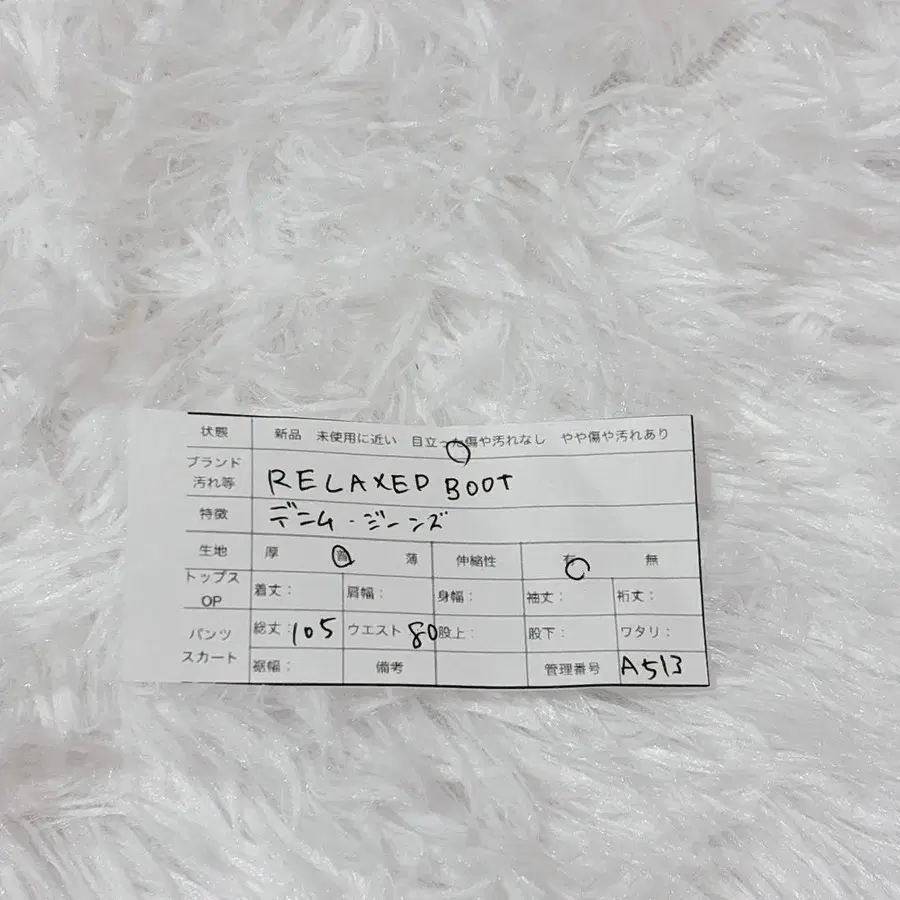 状態 新品 未使用に近い 目立った傷や汚れなし やや傷や汚れあり
ブランド
汚れ等 RELAXED BOOT
特徴 デニム・ジーンズ
生地 厚 普 薄 伸縮性 有 無
トップス
OP 着丈: 肩幅: 身幅: 袖丈: 裄丈:
パンツ
スカート 総丈:105 ウエスト 80 股上: 股下: ワタリ:
裾幅: 備考 管理番号 A513